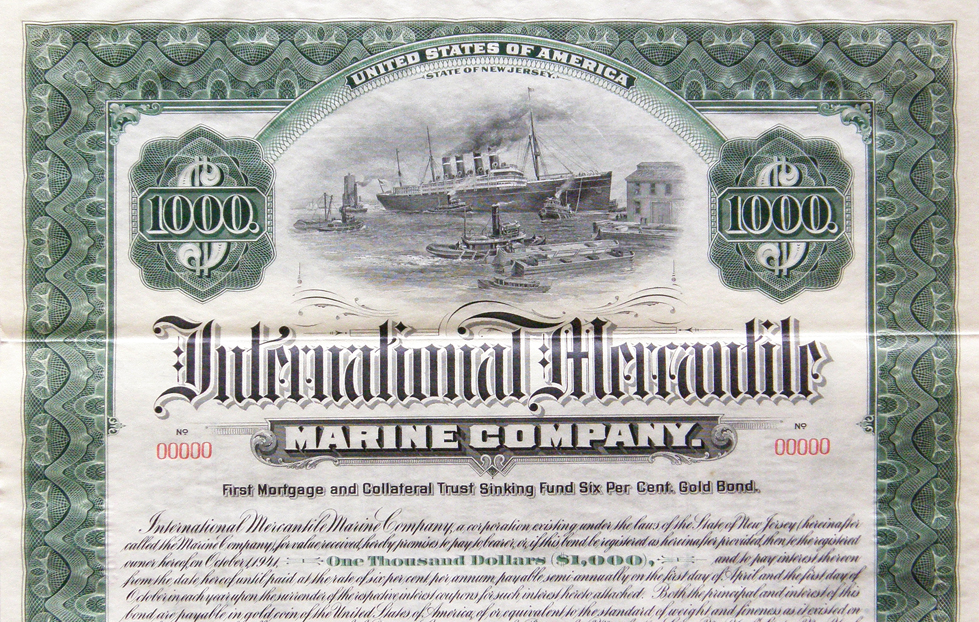 UNITED STATES OF AMERICA
STATE OF NEW JERSEY.
$ 1000. $
$ 1000. $
International Mercantile
MARINE COMPANY.
No 00000
No 00000
First Mortgage and Collateral Trust Sinking Fund Six Per Cent. Gold Bond.
International Mercantile Marine Company, a corporation existing under the laws of the State of New Jersey (hereinafter
called the Marine Company), for value received, hereby promises to pay to bearer, or, if this bond be registered as hereinafter provided, then to the registered
owner hereof, on October 1, 1941, One Thousand Dollars ($1,000), and to pay interest thereon
from the date hereof until paid at the rate of six per cent per annum, payable semi annually on the first day of April and the first day of
October in each year upon the surrender of the respective interest coupons for such interest hereto attached. Both the principal and interest of this
bond are payable in gold coin of the United States of America, of or equivalent to the standard of weight and fineness as it existed on